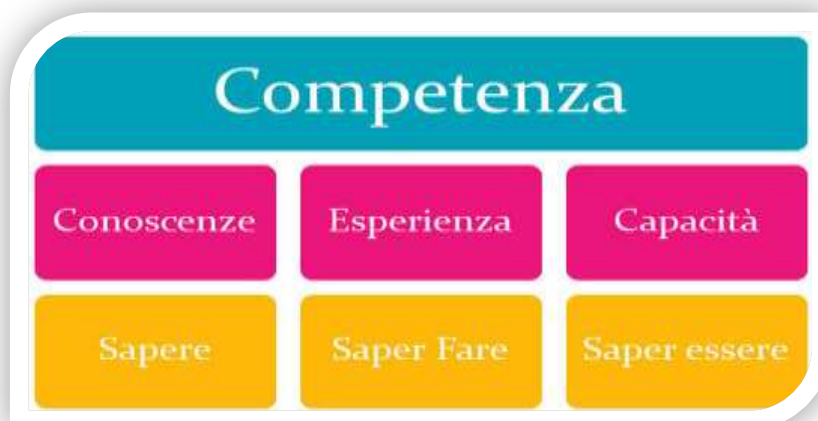 Competenza
Conoscenze Esperienza Capacità
Sapere Saper Fare Saper essere